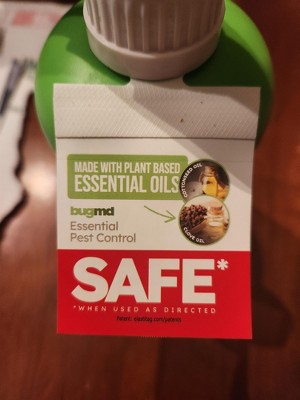 MADE WITH PLANT BASED
ESSENTIAL OILS
COTTONSEED OIL
bugmd
Essential
Pest Control
CLOVE OIL
SAFE*
*WHEN USED AS DIRECTED